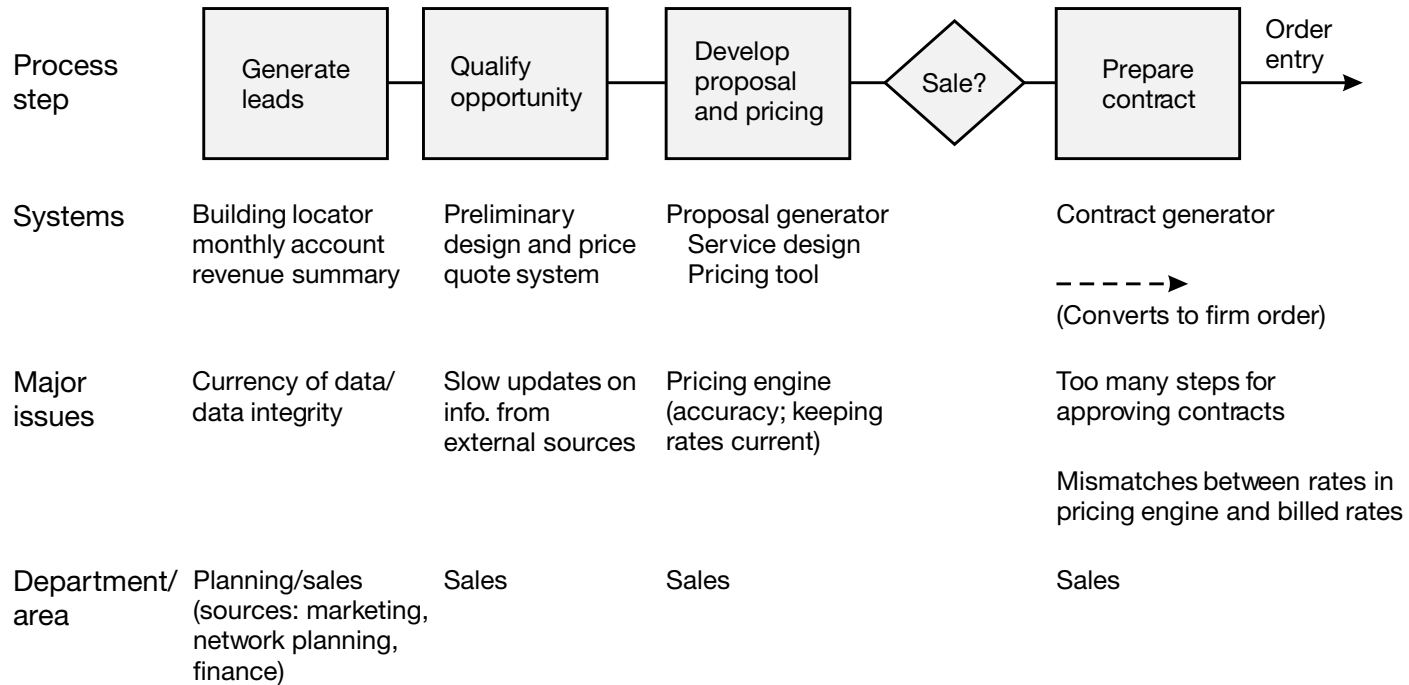 Process
step
Generate
leads
Qualify
opportunity
Develop
proposal
and pricing
Sale?
Prepare
contract
Order
entry
Systems
Building locator
monthly account
revenue summary
Preliminary
design and price
quote system
Proposal generator
Service design
Pricing tool
Contract generator
(Converts to firm order)
Major
issues
Currency of data/
data integrity
Slow updates on
info. from
external sources
Pricing engine
(accuracy; keeping
rates current)
Too many steps for
approving contracts
Mismatches between rates in
pricing engine and billed rates
Department/
area
Planning/sales
(sources: marketing,
network planning,
finance)
Sales
Sales
Sales